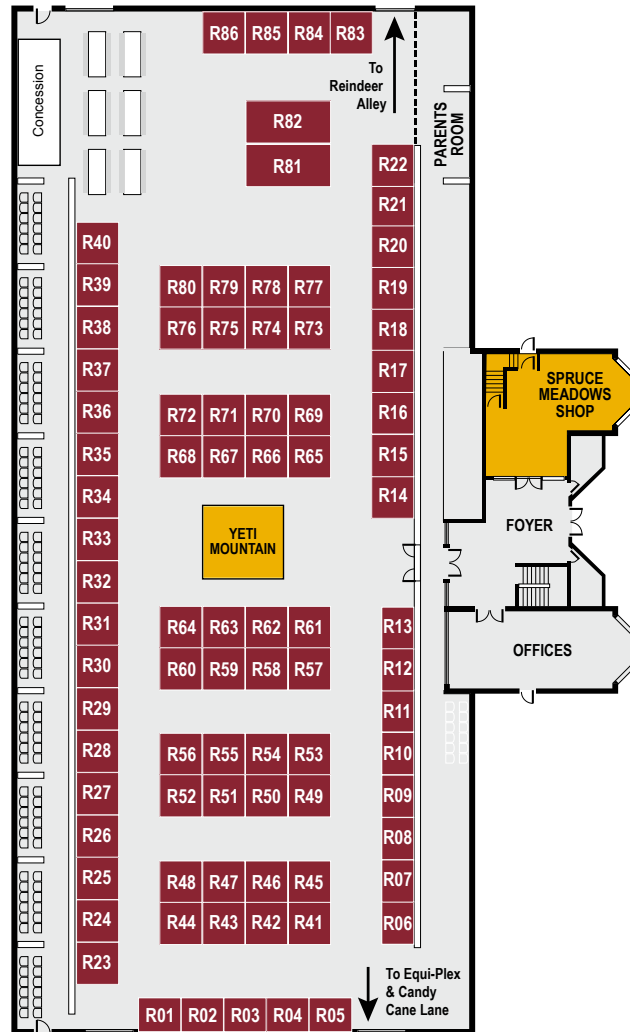 R86 R85 R84 R83
To
Reindeer
Alley
Concession
PARENTS
ROOM
R82
R81
R22
R21
R20
R19
R18
R17
R16
R15
R14
R40
R39
R38
R37
R36
R35
R34
R33
R32
R31
R30
R29
R28
R27
R26
R25
R24
R23
R80 R79 R78 R77
R76 R75 R74 R73
R72 R71 R70 R69
R68 R67 R66 R65
YETI
MOUNTAIN
SPRUCE
MEADOWS
SHOP
FOYER
OFFICES
R64 R63 R62 R61
R60 R59 R58 R57
R56 R55 R54 R53
R52 R51 R50 R49
R48 R47 R46 R45
R44 R43 R42 R41
R13
R12
R11
R10
R09
R08
R07
R06
To Equi-Plex
& Candy
Cane Lane
R01 R02 R03 R04 R05